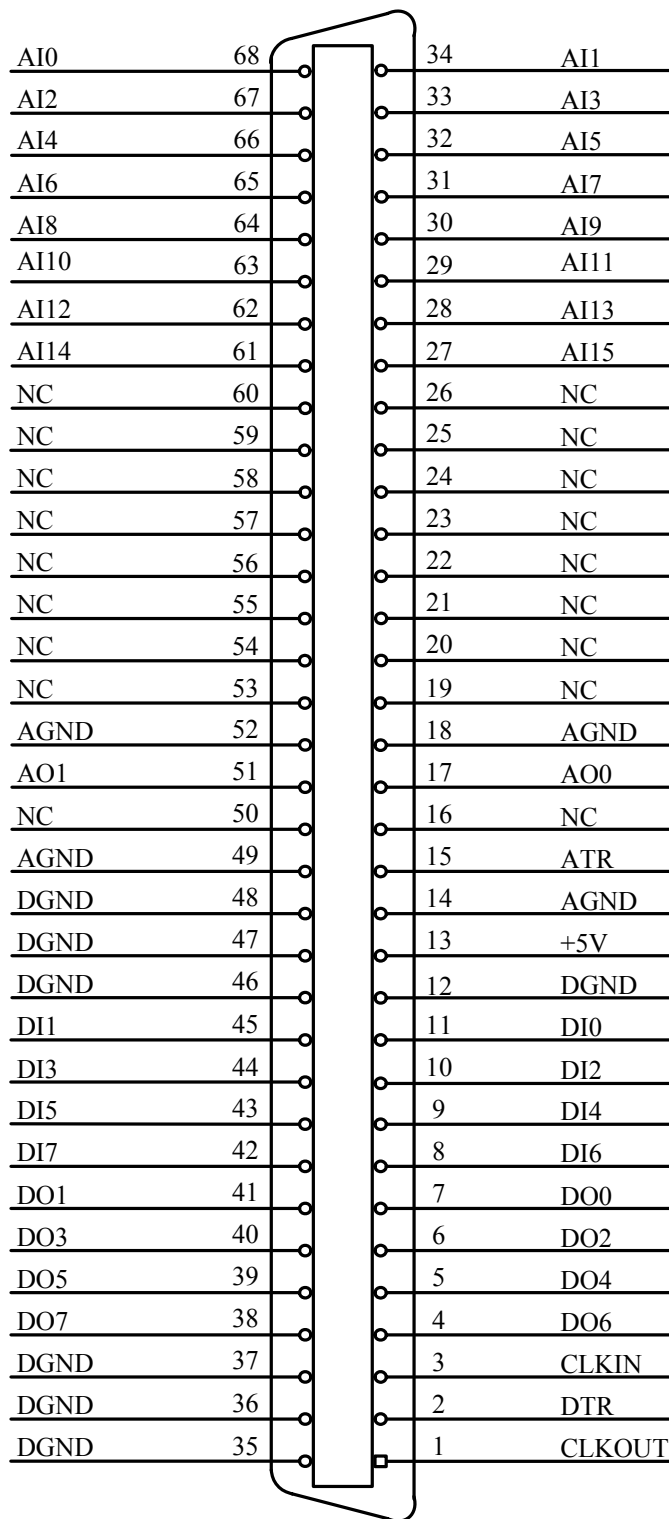 AI0 68 34 AI1
AI2 67 33 AI3
AI4 66 32 AI5
AI6 65 31 AI7
AI8 64 30 AI9
AI10 63 29 AI11
AI12 62 28 AI13
AI14 61 27 AI15
NC 60 26 NC
NC 59 25 NC
NC 58 24 NC
NC 57 23 NC
NC 56 22 NC
NC 55 21 NC
NC 54 20 NC
NC 53 19 NC
AGND 52 18 AGND
AO1 51 17 AO0
NC 50 16 NC
AGND 49 15 ATR
DGND 48 14 AGND
DGND 47 13 +5V
DGND 46 12 DGND
DI1 45 11 DI0
DI3 44 10 DI2
DI5 43 9 DI4
DI7 42 8 DI6
DO1 41 7 DO0
DO3 40 6 DO2
DO5 39 5 DO4
DO7 38 4 DO6
DGND 37 3 CLKIN
DGND 36 2 DTR
DGND 35 1 CLKOUT